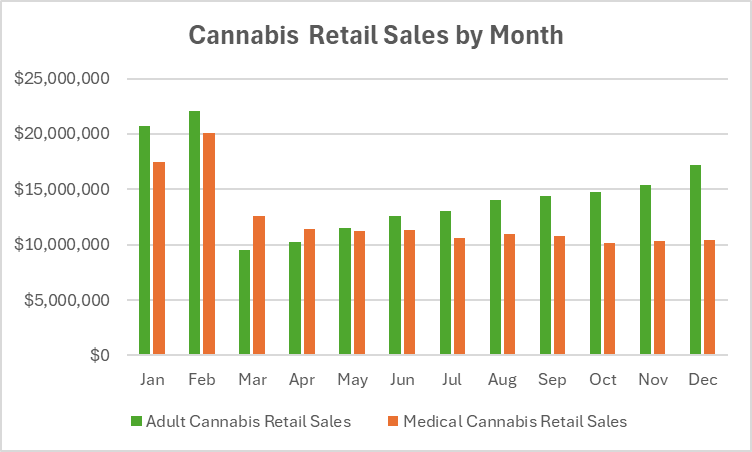 Cannabis Retail Sales by Month
$25,000,000
$20,000,000
$15,000,000
$10,000,000
$5,000,000
$0
Jan Feb Mar Apr May Jun Jul Aug Sep Oct Nov Dec
Adult Cannabis Retail Sales Medical Cannabis Retail Sales